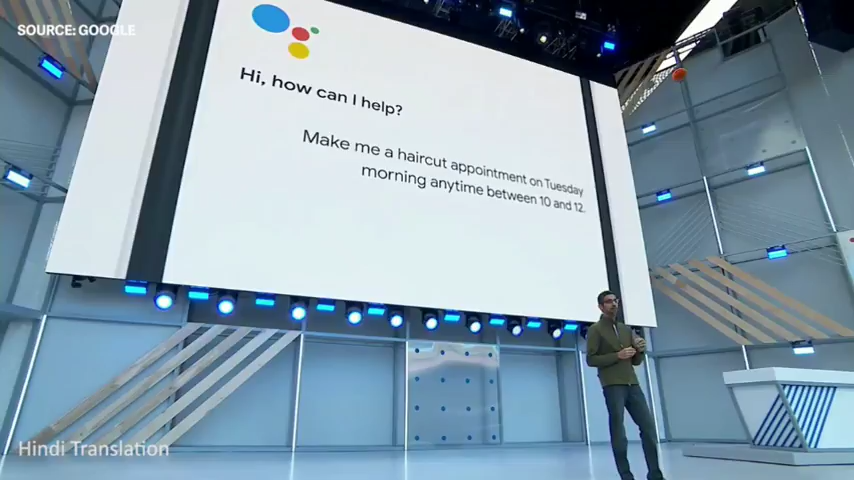 SOURCE: GOOGLE
Hi, how can I help?
Make me a haircut appointment on Tuesday
morning anytime between 10 and 12.
Hindi Translation